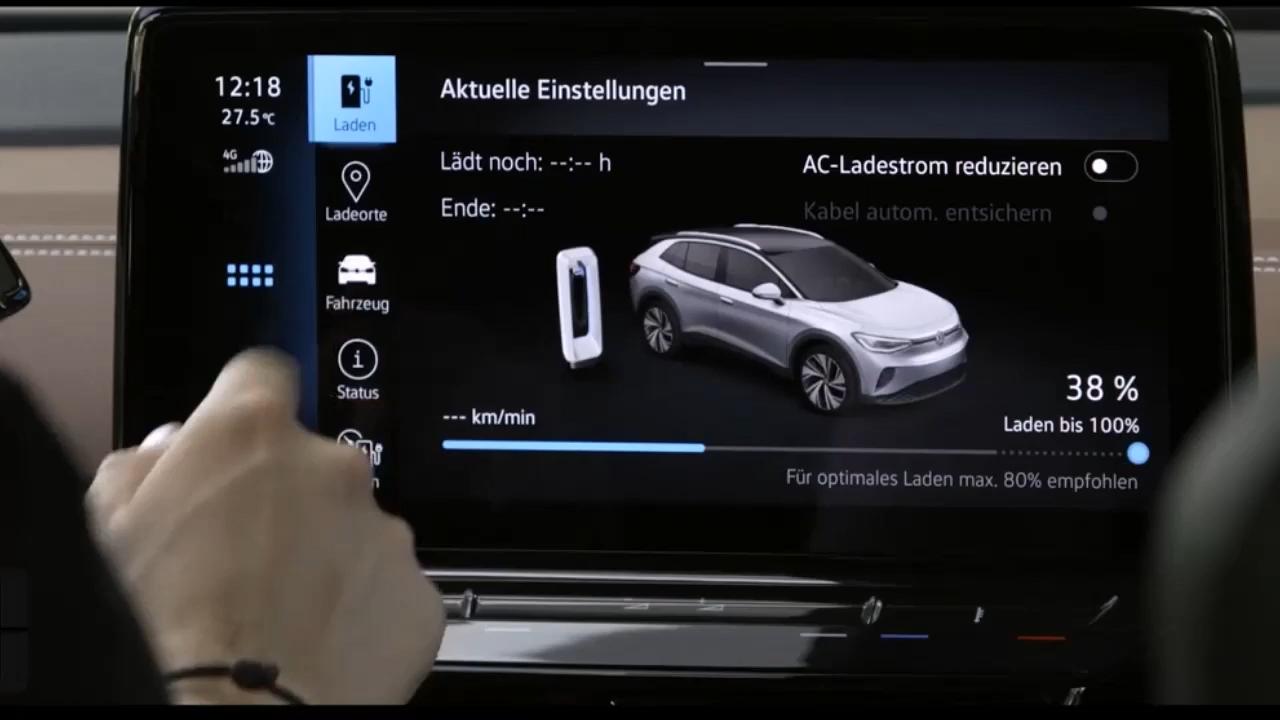 12:18
27.5°C
4G
Laden
Ladeorte
Fahrzeug
Status
Aktuelle Einstellungen
Lädt noch: --:-- h
Ende: --:--
AC-Ladestrom reduzieren
Kabel autom. entsichern
--- km/min
38 %
Laden bis 100%
Für optimales Laden max. 80% empfohlen